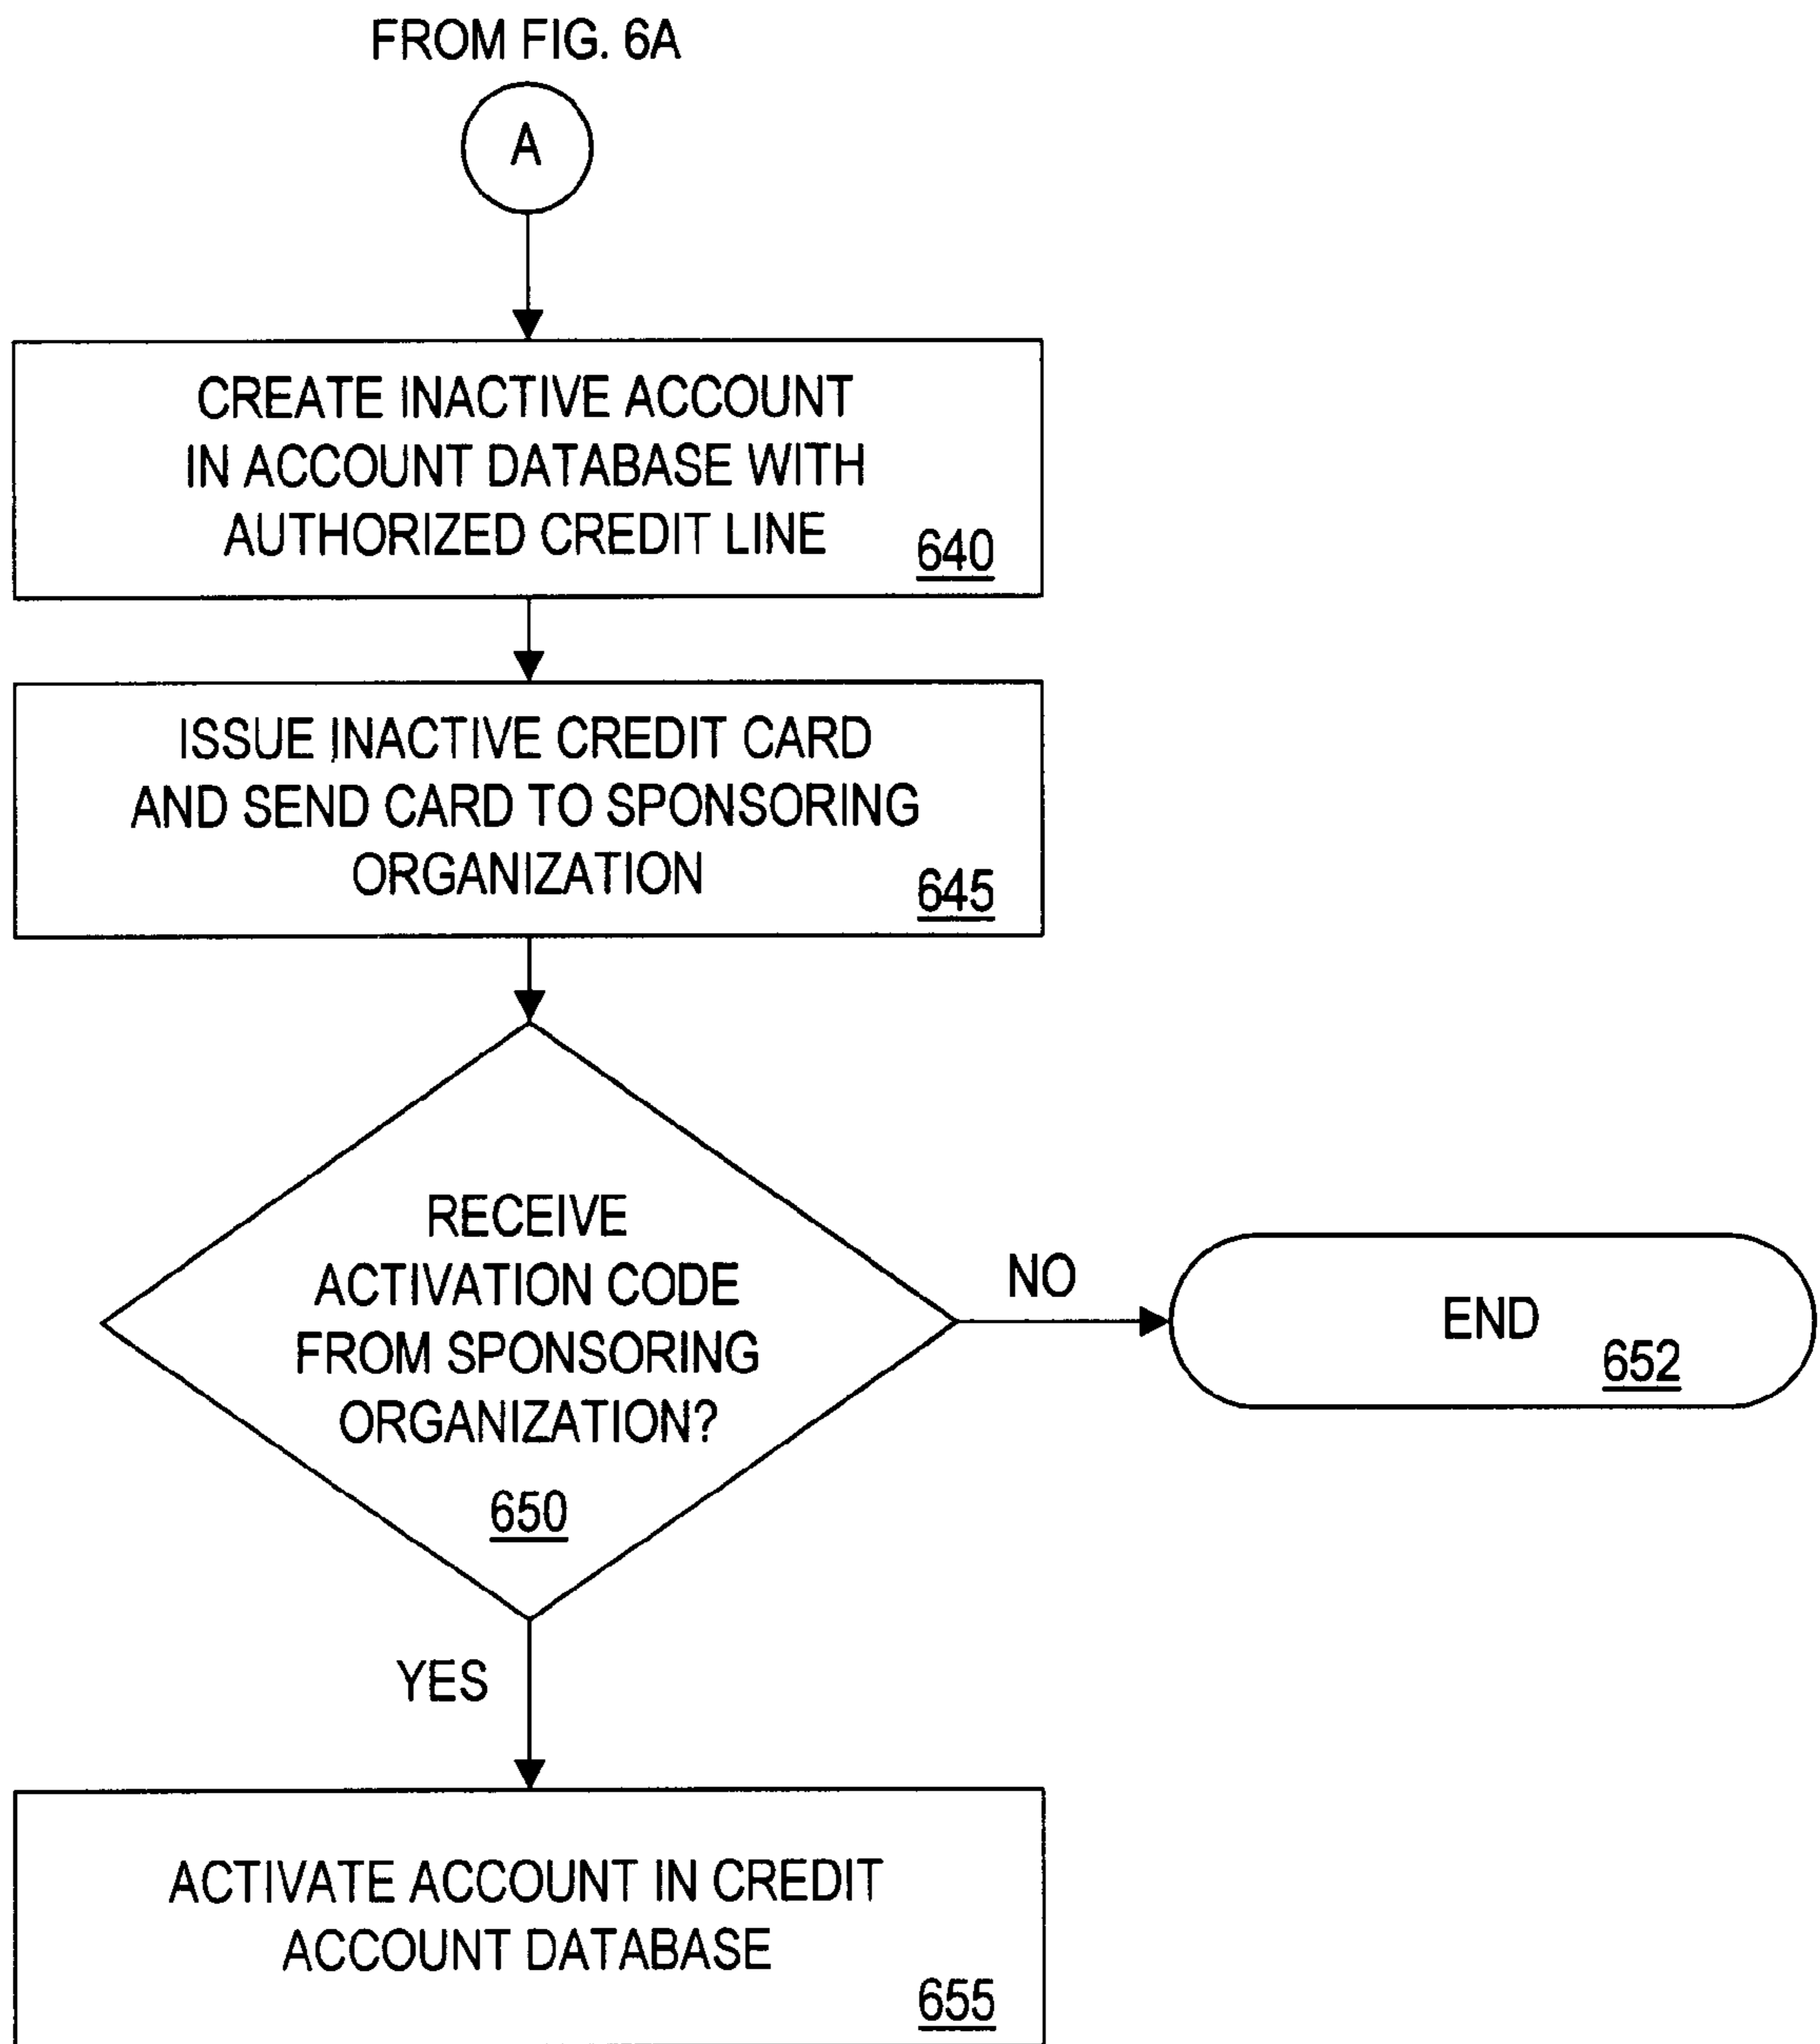 FROM FIG. 6A
A
CREATE INACTIVE ACCOUNT
IN ACCOUNT DATABASE WITH
AUTHORIZED CREDIT LINE
640
ISSUE INACTIVE CREDIT CARD
AND SEND CARD TO SPONSORING
ORGANIZATION
645
RECEIVE
ACTIVATION CODE
FROM SPONSORING
ORGANIZATION?
650
NO
END
652
YES
ACTIVATE ACCOUNT IN CREDIT
ACCOUNT DATABASE
655